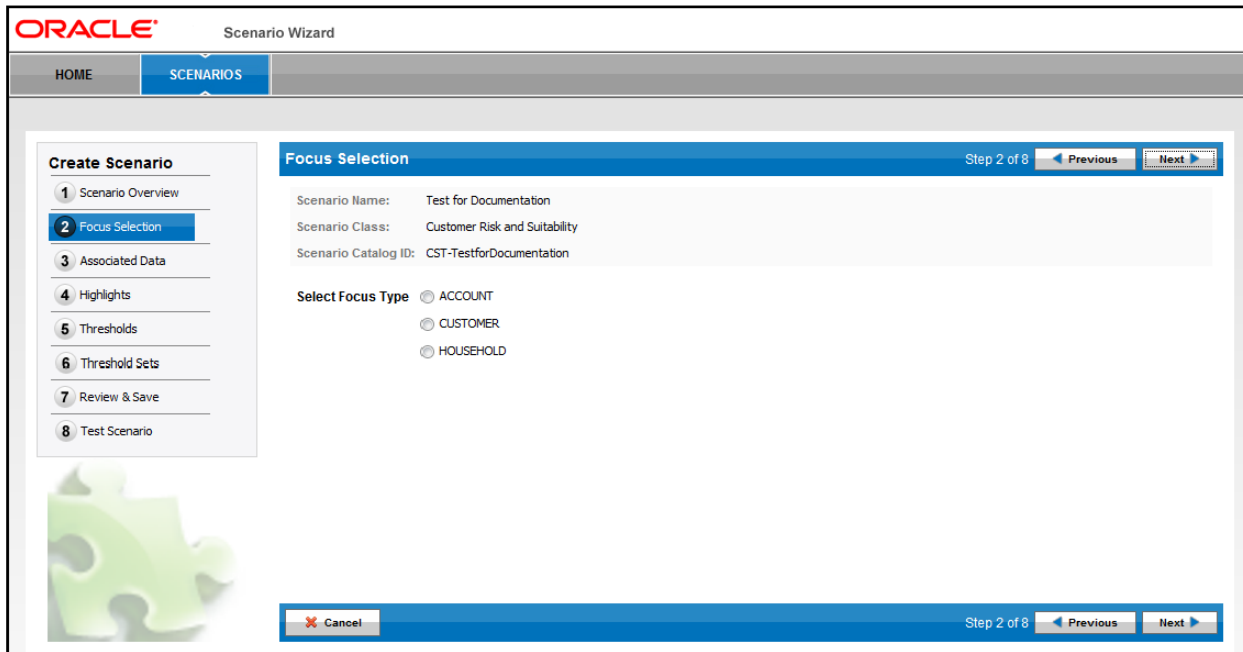 ORACLE®
Scenario Wizard
HOME
SCENARIOS
Create Scenario
1 Scenario Overview
2 Focus Selection
3 Associated Data
4 Highlights
5 Thresholds
6 Threshold Sets
7 Review & Save
8 Test Scenario
Focus Selection
Step 2 of 8
Previous
Next
Scenario Name: Test for Documentation
Scenario Class: Customer Risk and Suitability
Scenario Catalog ID: CST-TestforDocumentation
Select Focus Type
ACCOUNT
CUSTOMER
HOUSEHOLD
Cancel
Step 2 of 8
Previous
Next